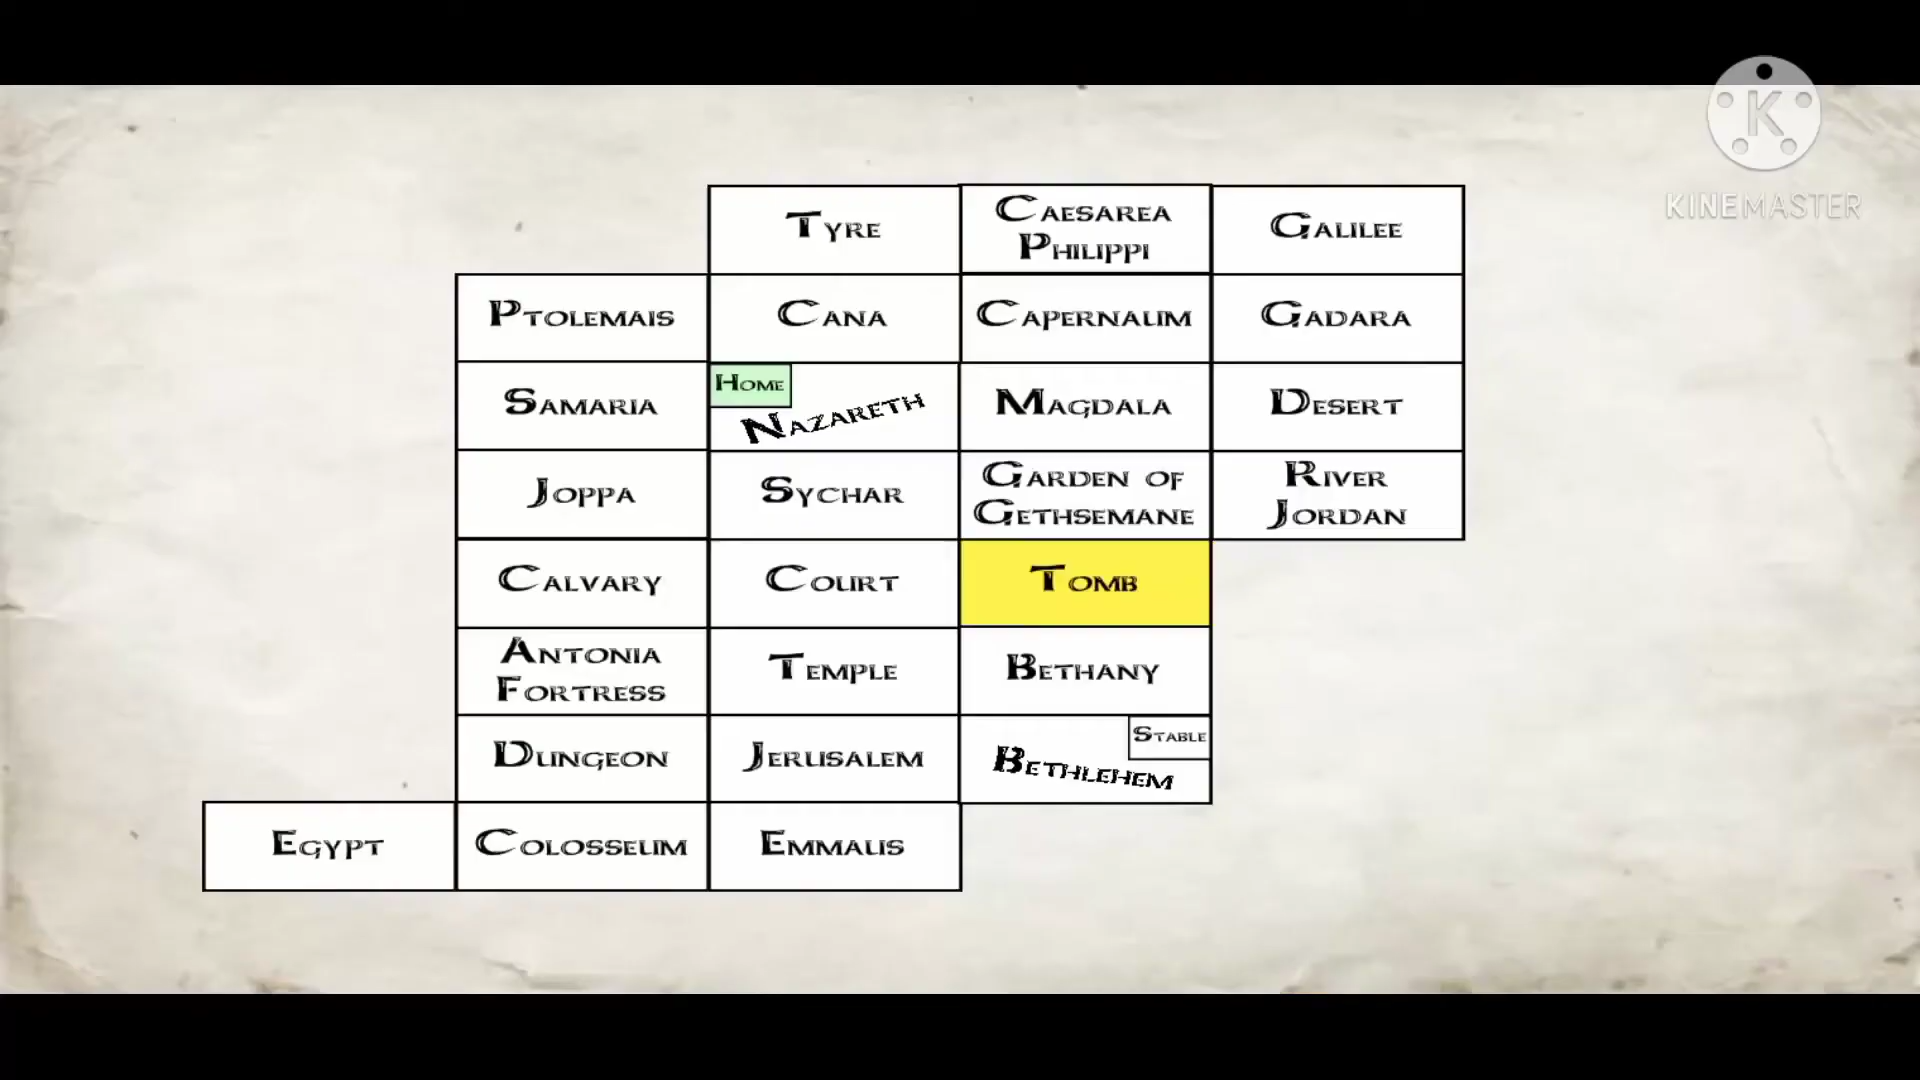 K
KINEMASTER
Tyre
Caesarea
Philippi
Galilee
Ptolemais
Cana
Capernaum
Gadara
Samaria
Home
Nazareth
Magdala
Desert
Joppa
Sychar
Garden of
Gethsemane
River
Jordan
Calvary
Court
Tomb
Antonia
Fortress
Temple
Bethany
Dungeon
Jerusalem
Stable
Bethlehem
Egypt
Colosseum
Emmaus